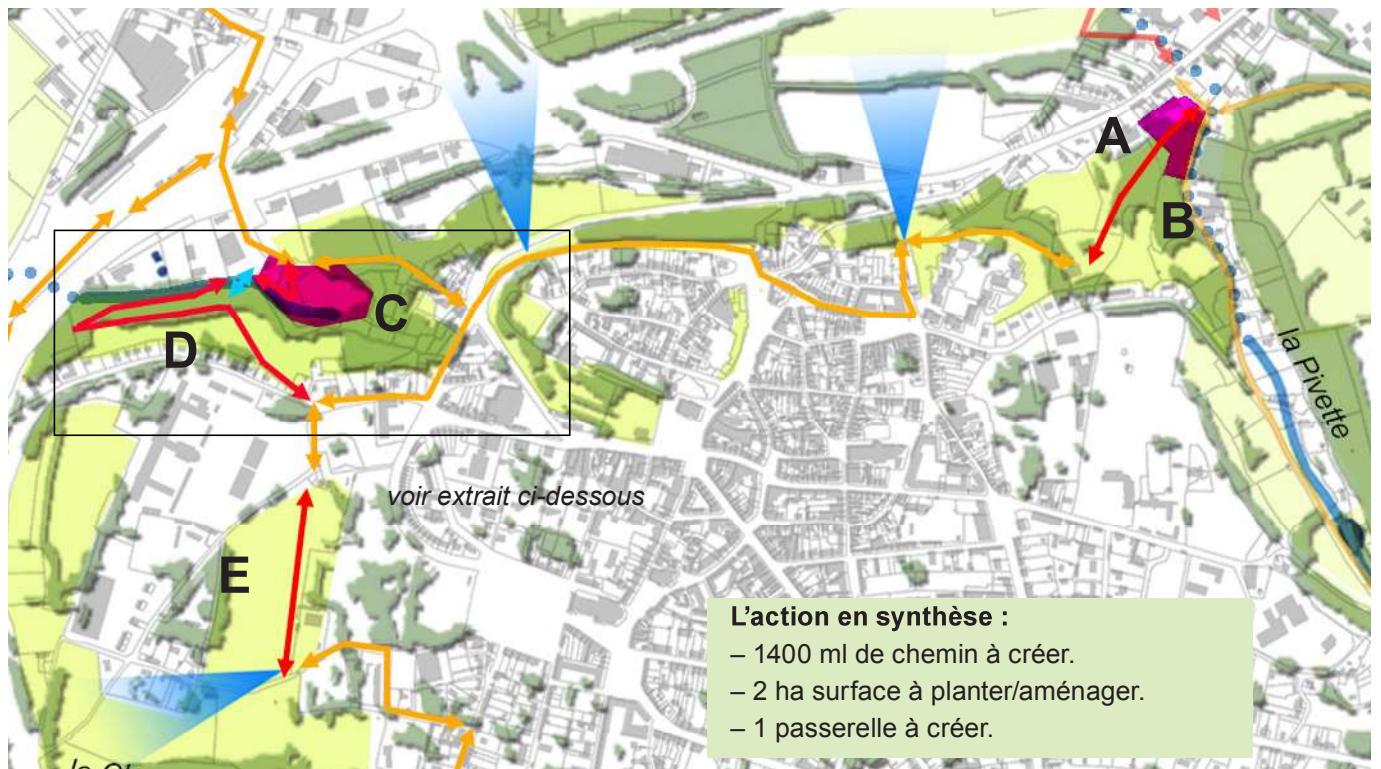 A
B
la Pivette
C
D
voir extrait ci-dessous
E
L'action en synthèse :
– 1400 ml de chemin à créer.
– 2 ha surface à planter/aménager.
– 1 passerelle à créer.